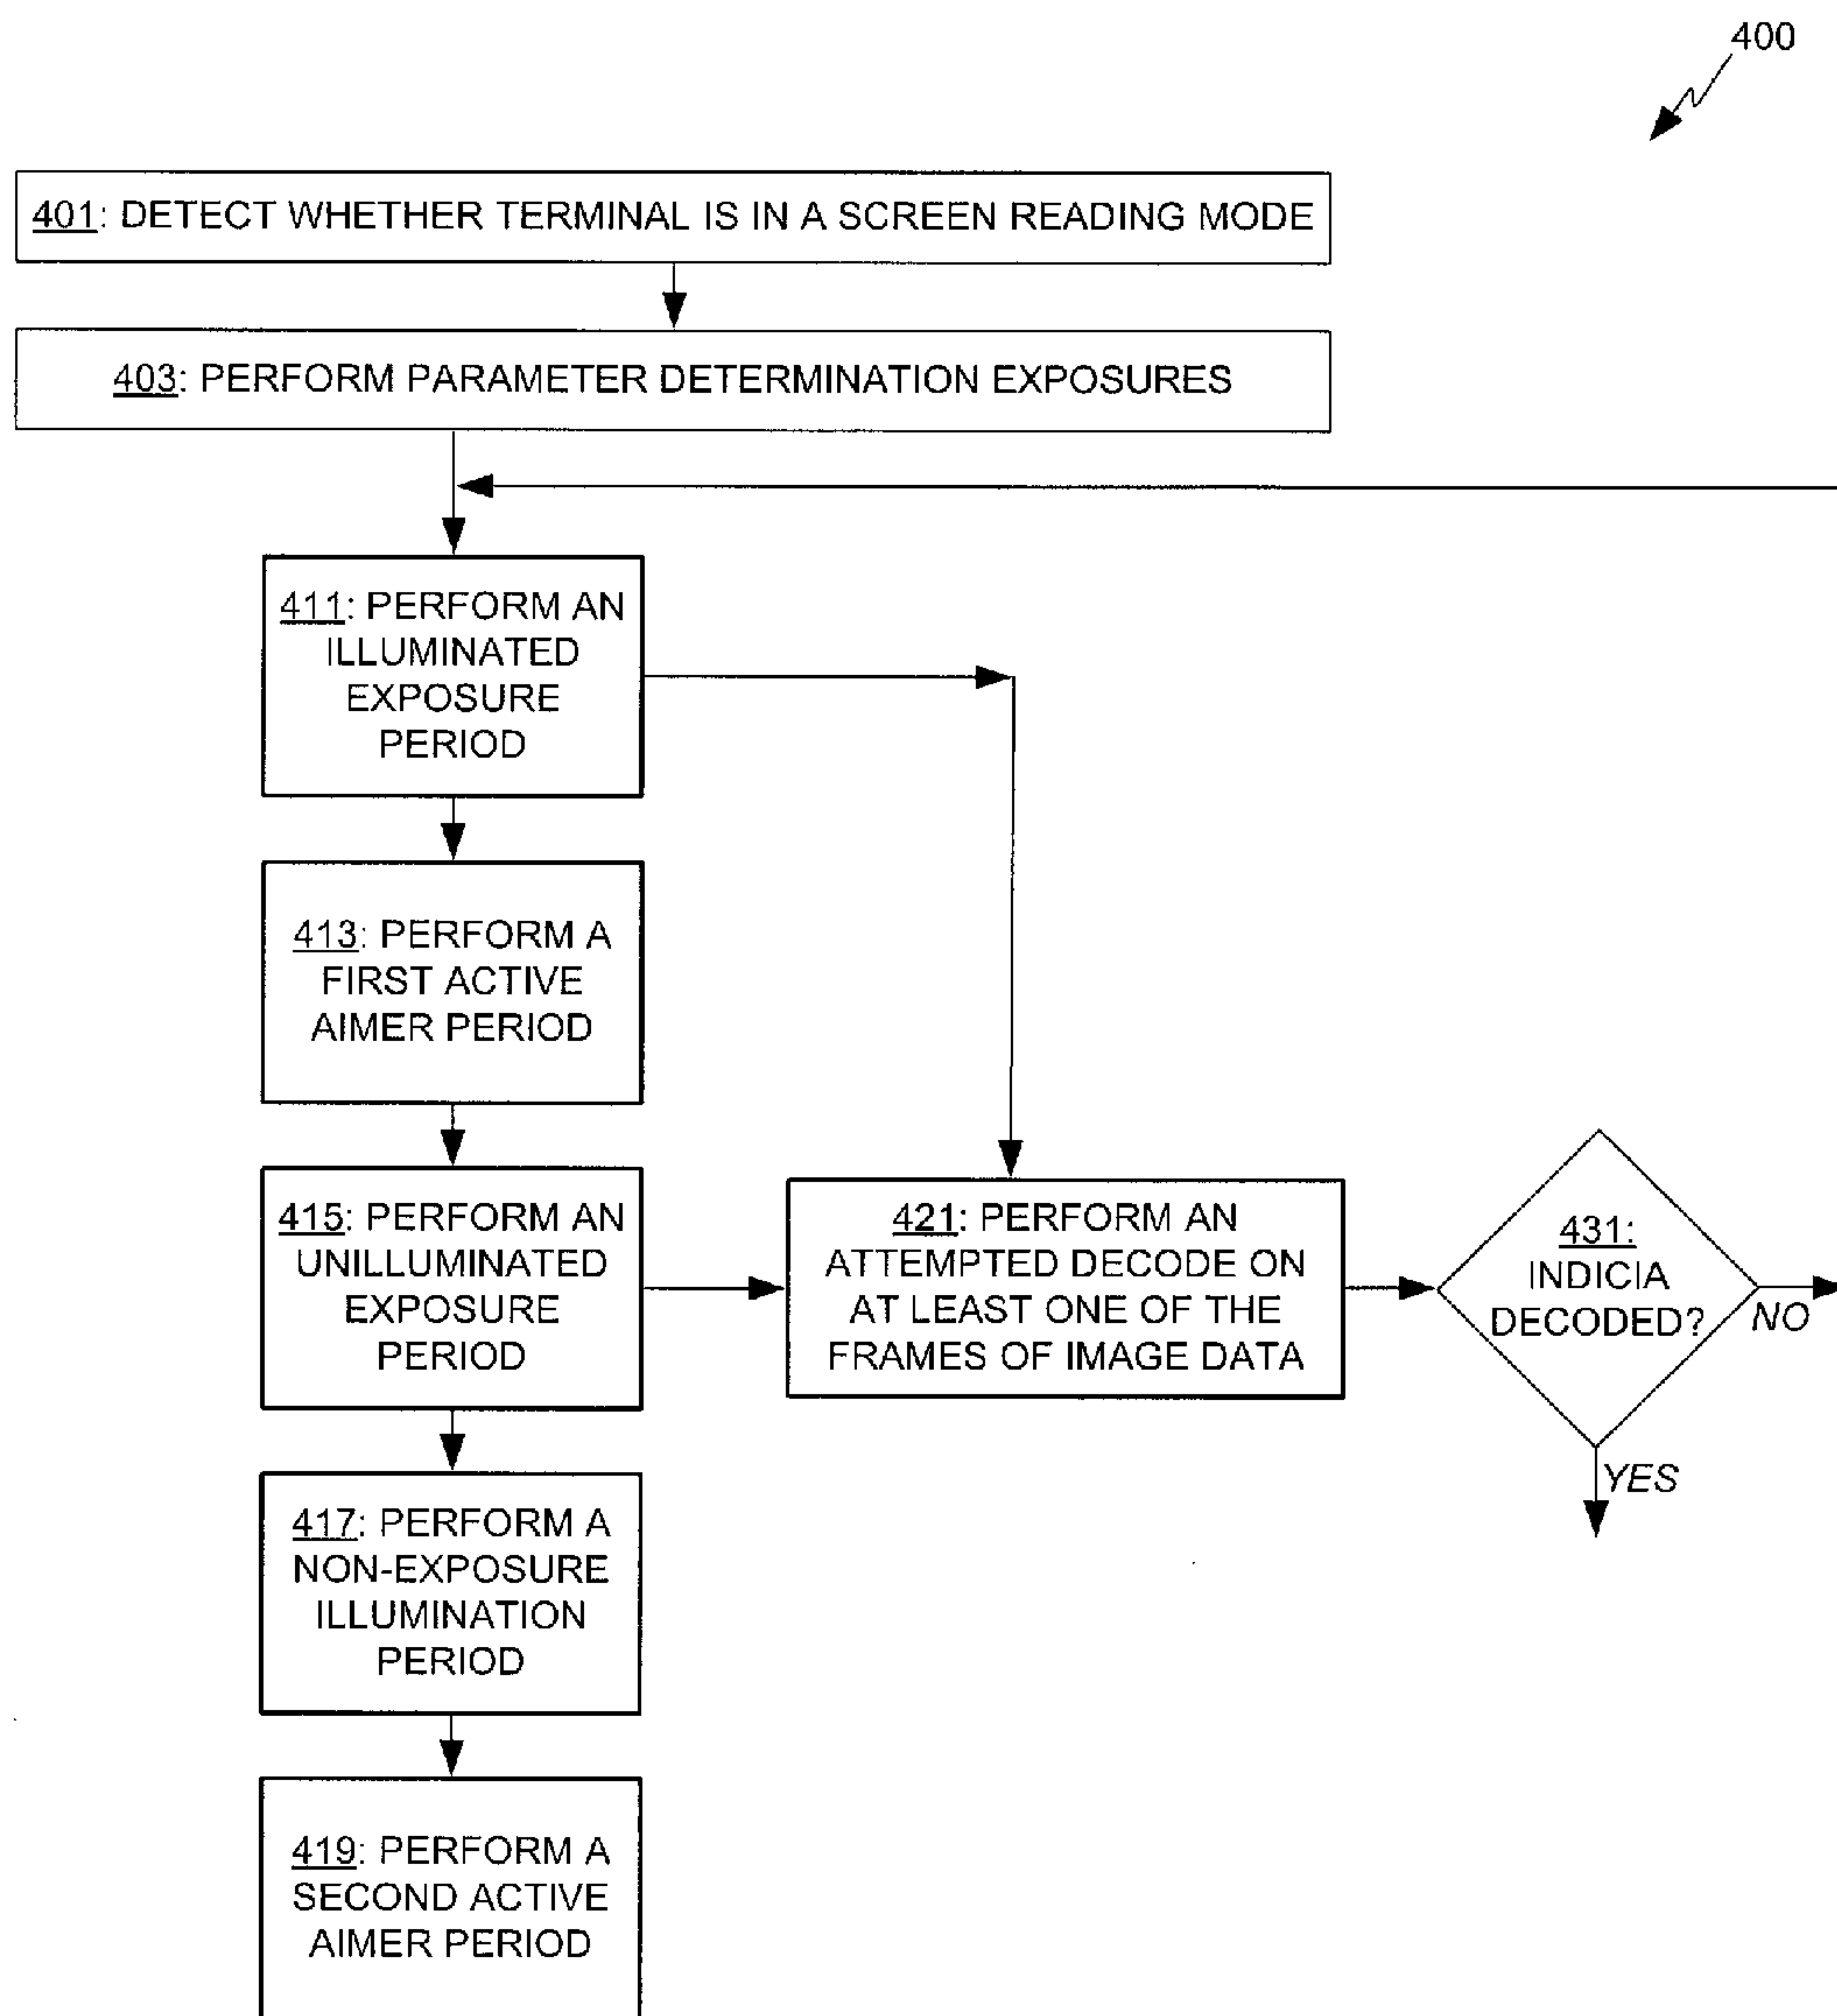 400
401: DETECT WHETHER TERMINAL IS IN A SCREEN READING MODE
403: PERFORM PARAMETER DETERMINATION EXPOSURES
411: PERFORM AN
ILLUMINATED
EXPOSURE
PERIOD
413: PERFORM A
FIRST ACTIVE
AIMER PERIOD
415: PERFORM AN
UNILLUMINATED
EXPOSURE
PERIOD
421: PERFORM AN
ATTEMPTED DECODE ON
AT LEAST ONE OF THE
FRAMES OF IMAGE DATA
431:
INDICIA
DECODED?
NO
YES
417: PERFORM A
NON-EXPOSURE
ILLUMINATION
PERIOD
419: PERFORM A
SECOND ACTIVE
AIMER PERIOD